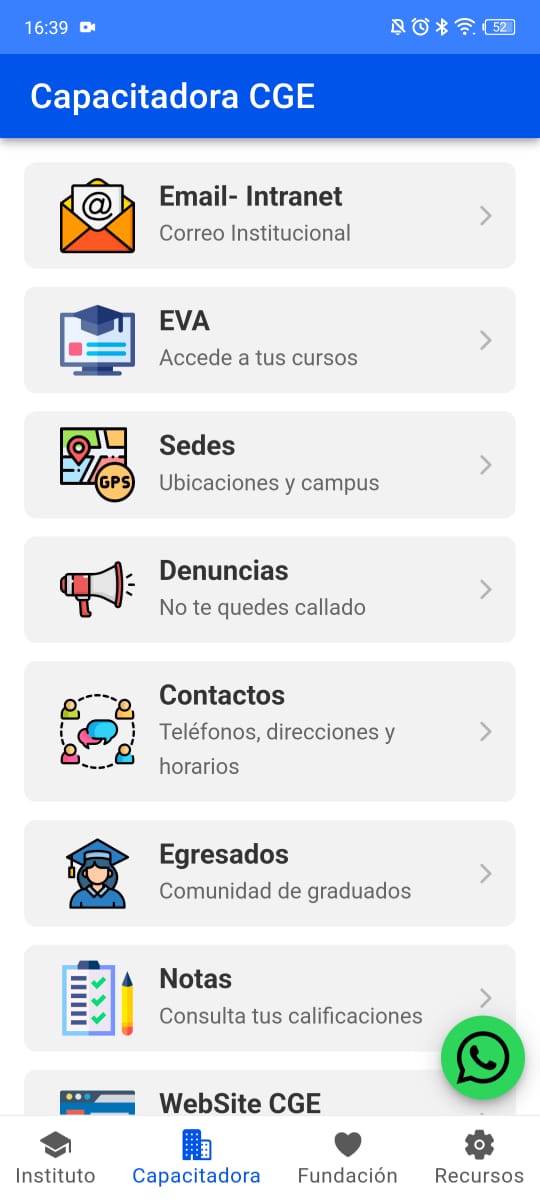 16:39
52
Capacitadora CGE
@
Email- Intranet
Correo Institucional
EVA
Accede a tus cursos
GPS
Sedes
Ubicaciones y campus
Denuncias
No te quedes callado
Contactos
Teléfonos, direcciones y
horarios
Egresados
Comunidad de graduados
Notas
Consulta tus calificaciones
WebSite CGE
Instituto
Capacitadora
Fundación
Recursos